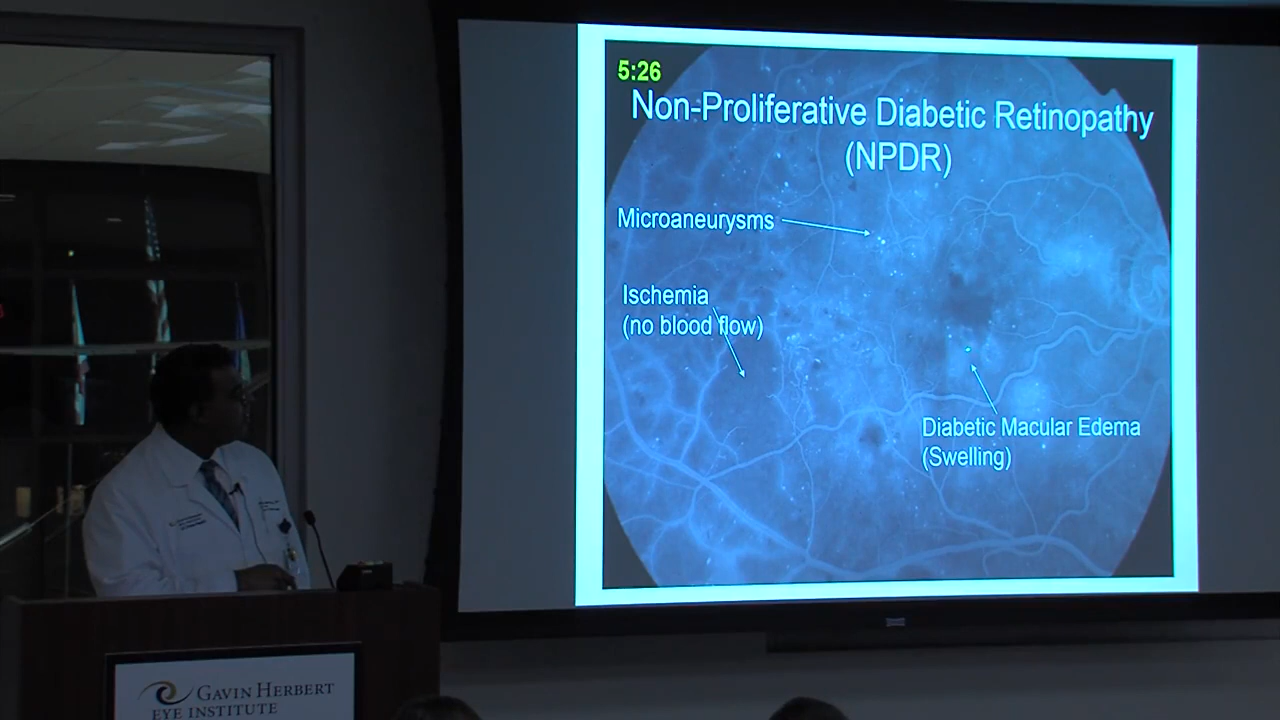 5:26
Non-Proliferative Diabetic Retinopathy
(NPDR)
Microaneurysms
Ischemia
(no blood flow)
Diabetic Macular Edema
(Swelling)
GAVIN HERBERT
EYE INSTITUTE